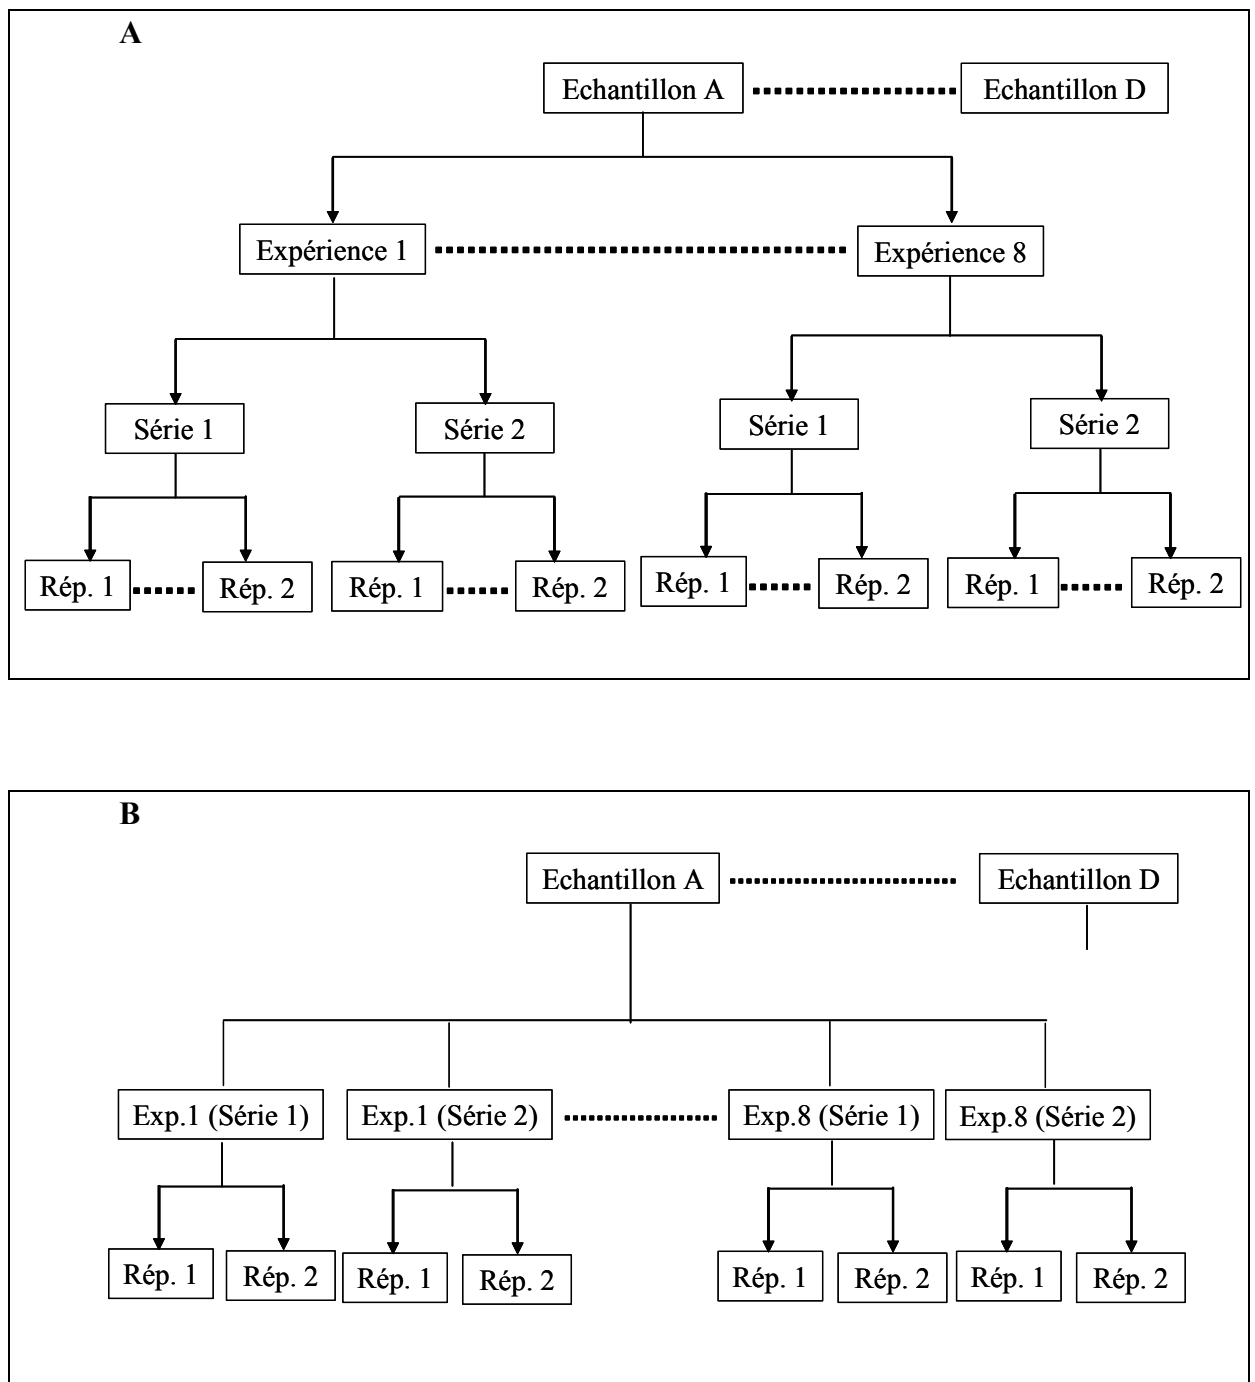 A
Echantillon A Echantillon D
Expérience 1 Expérience 8
Série 1 Série 2 Série 1 Série 2
Rép. 1 Rép. 2 Rép. 1 Rép. 2 Rép. 1 Rép. 2 Rép. 1 Rép. 2
B
Echantillon A Echantillon D
Exp.1 (Série 1) Exp.1 (Série 2) Exp.8 (Série 1) Exp.8 (Série 2)
Rép. 1 Rép. 2 Rép. 1 Rép. 2 Rép. 1 Rép. 2 Rép. 1 Rép. 2